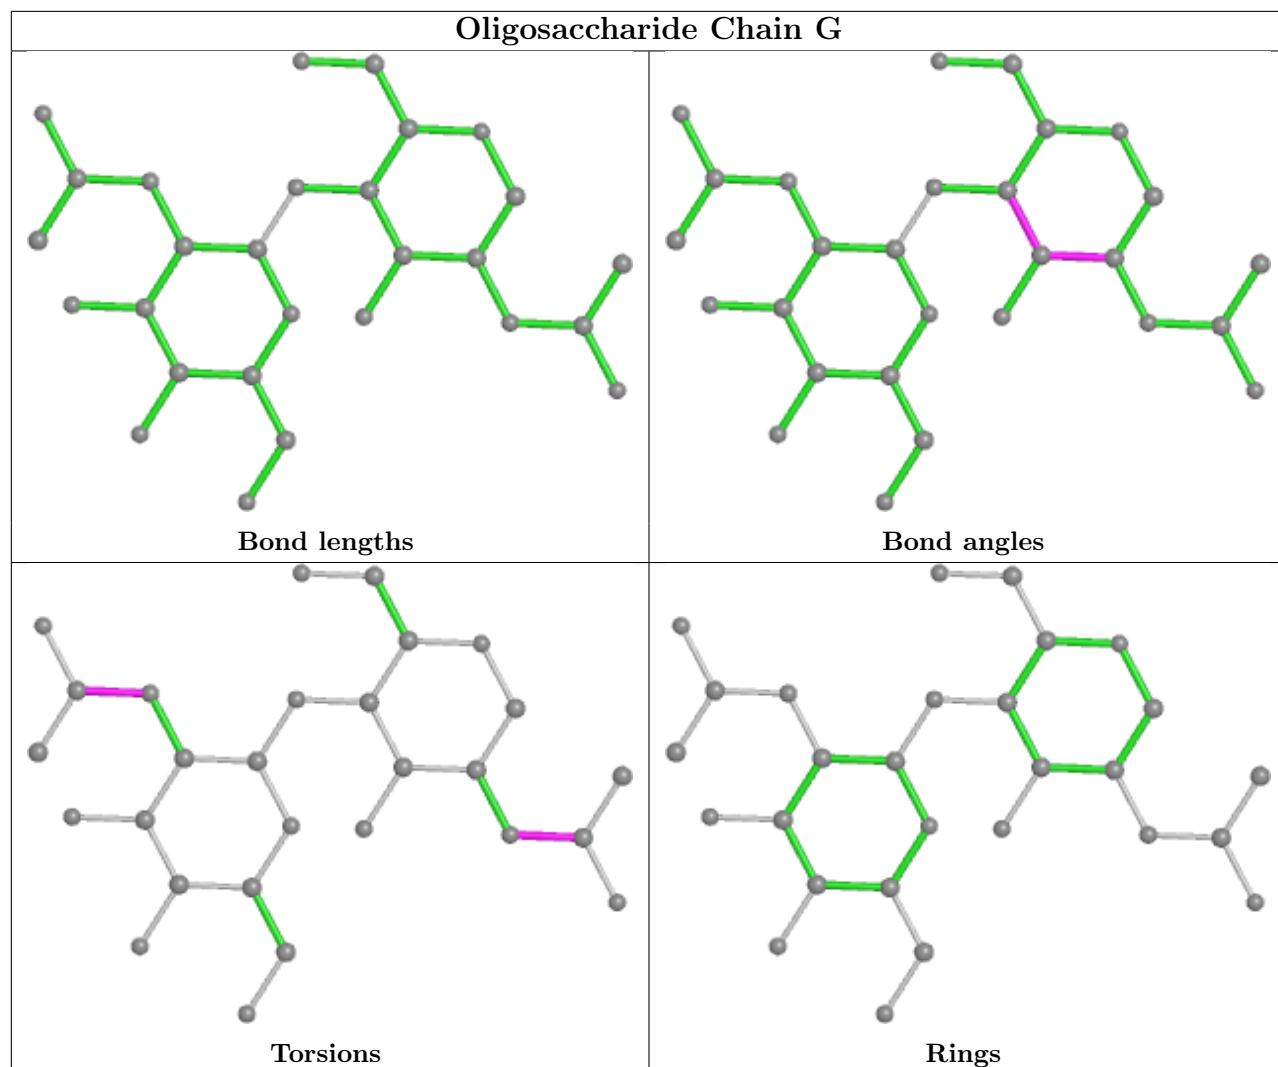 Oligosaccharide Chain G
Bond lengths
Bond angles
Torsions
Rings